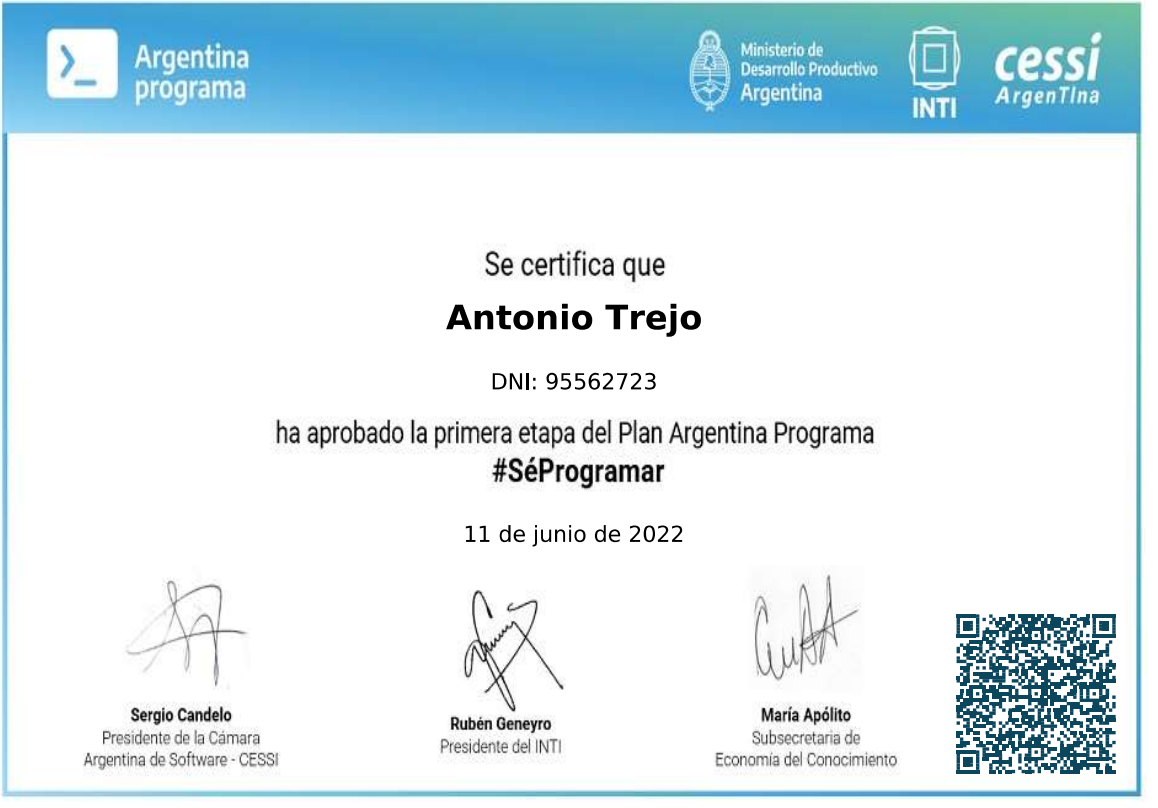 Argentina
programa
Ministerio de
Desarrollo Productivo
Argentina
INTI
cessi
ArgenTIna
Se certifica que
Antonio Trejo
DNI: 95562723
ha aprobado la primera etapa del Plan Argentina Programa
#SéProgramar
11 de junio de 2022
Sergio Candelo
Presidente de la Cámara
Argentina de Software - CESSI
Rubén Geneyro
Presidente del INTI
María Apólito
Subsecretaria de
Economía del Conocimiento